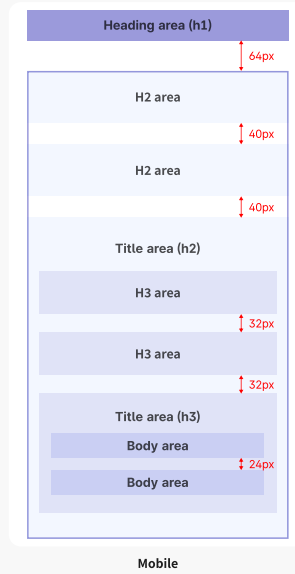 Heading area (h1)
64px
H2 area
40px
H2 area
40px
Title area (h2)
H3 area
32px
H3 area
32px
Title area (h3)
Body area
24px
Body area
Mobile